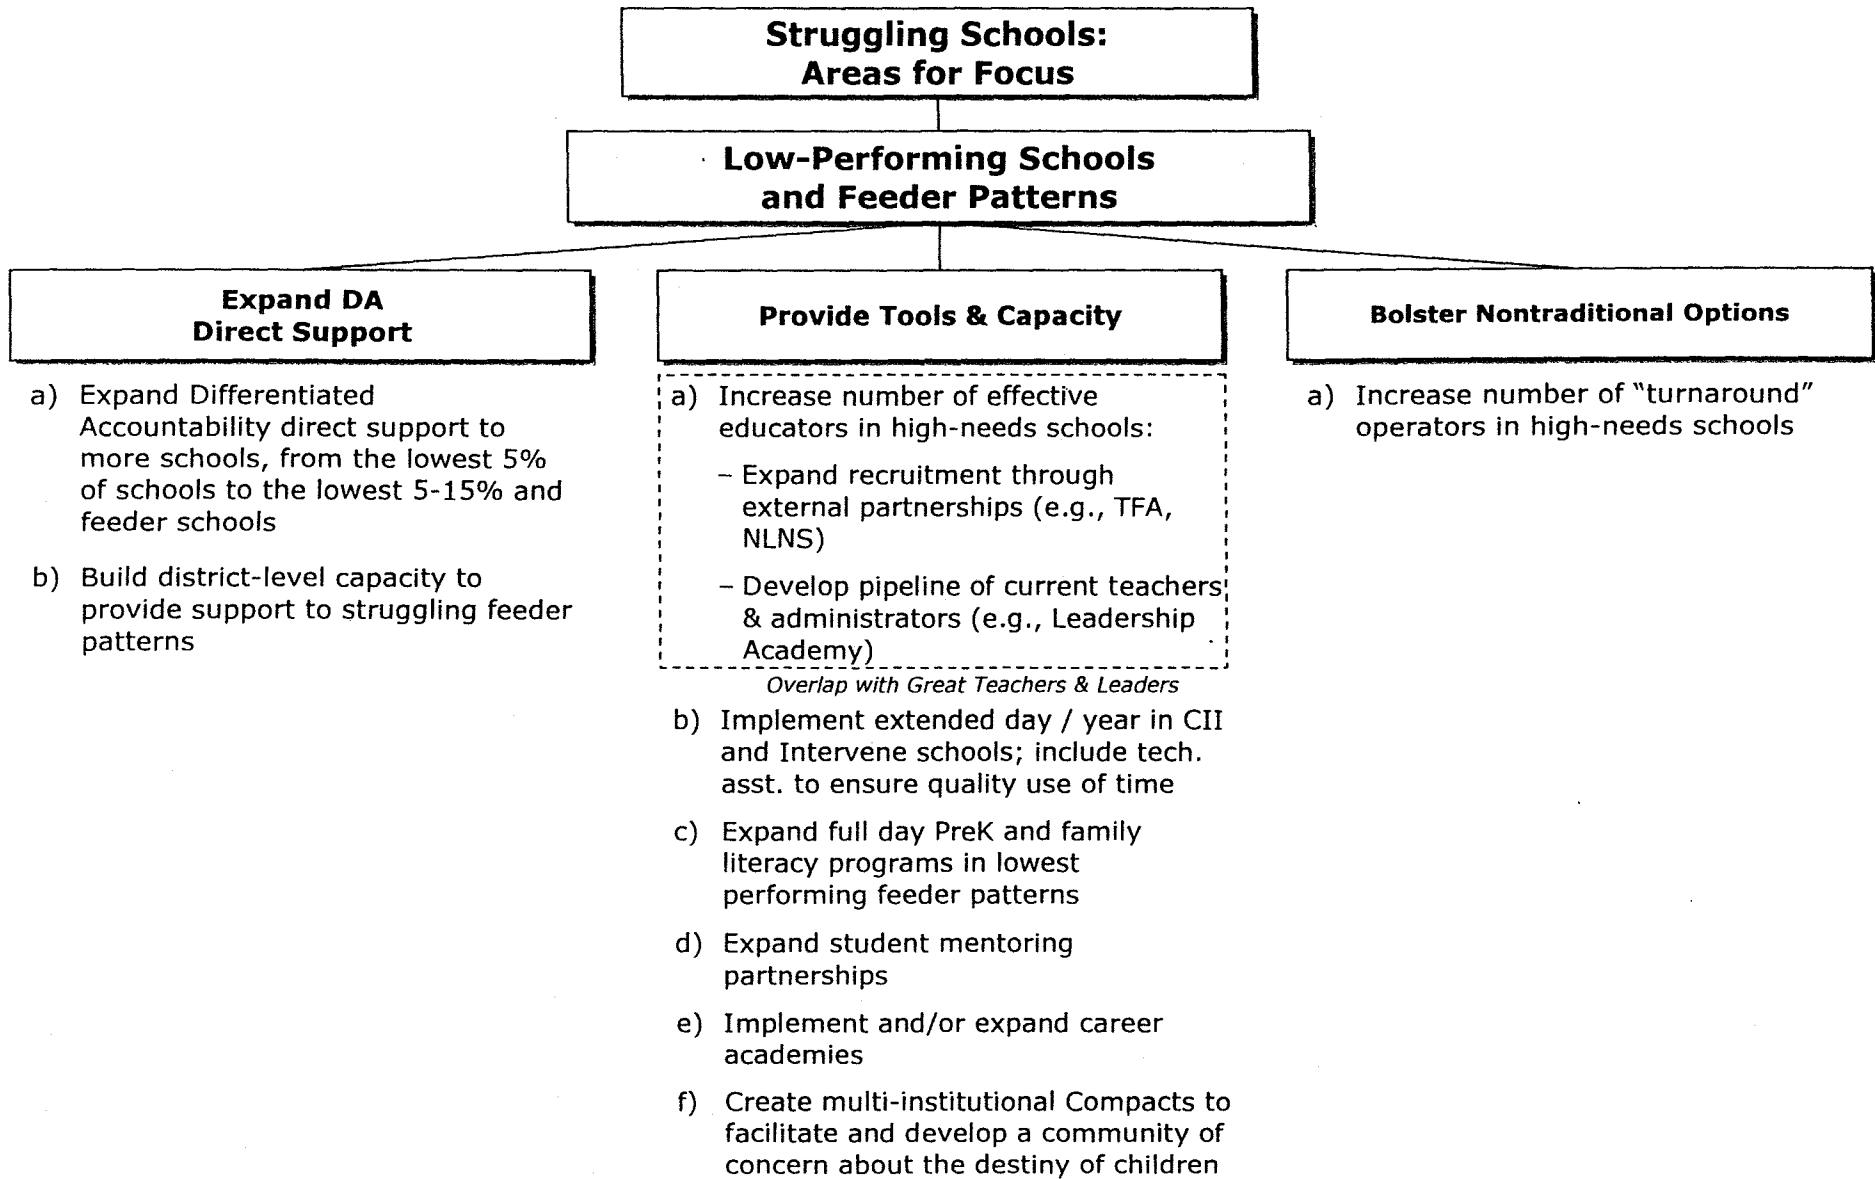 Struggling Schools:
Areas for Focus
Low-Performing Schools
and Feeder Patterns
Expand DA
Direct Support
a) Expand Differentiated
Accountability direct support to
more schools, from the lowest 5%
of schools to the lowest 5-15% and
feeder schools
b) Build district-level capacity to
provide support to struggling feeder
patterns
Provide Tools & Capacity
a) Increase number of effective
educators in high-needs schools:
– Expand recruitment through
external partnerships (e.g., TFA,
NLNS)
– Develop pipeline of current teachers
& administrators (e.g., Leadership
Academy)
Overlap with Great Teachers & Leaders
b) Implement extended day / year in CII
and Intervene schools; include tech.
asst. to ensure quality use of time
c) Expand full day PreK and family
literacy programs in lowest
performing feeder patterns
d) Expand student mentoring
partnerships
e) Implement and/or expand career
academies
f) Create multi-institutional Compacts to
facilitate and develop a community of
concern about the destiny of children
Bolster Nontraditional Options
a) Increase number of "turnaround"
operators in high-needs schools